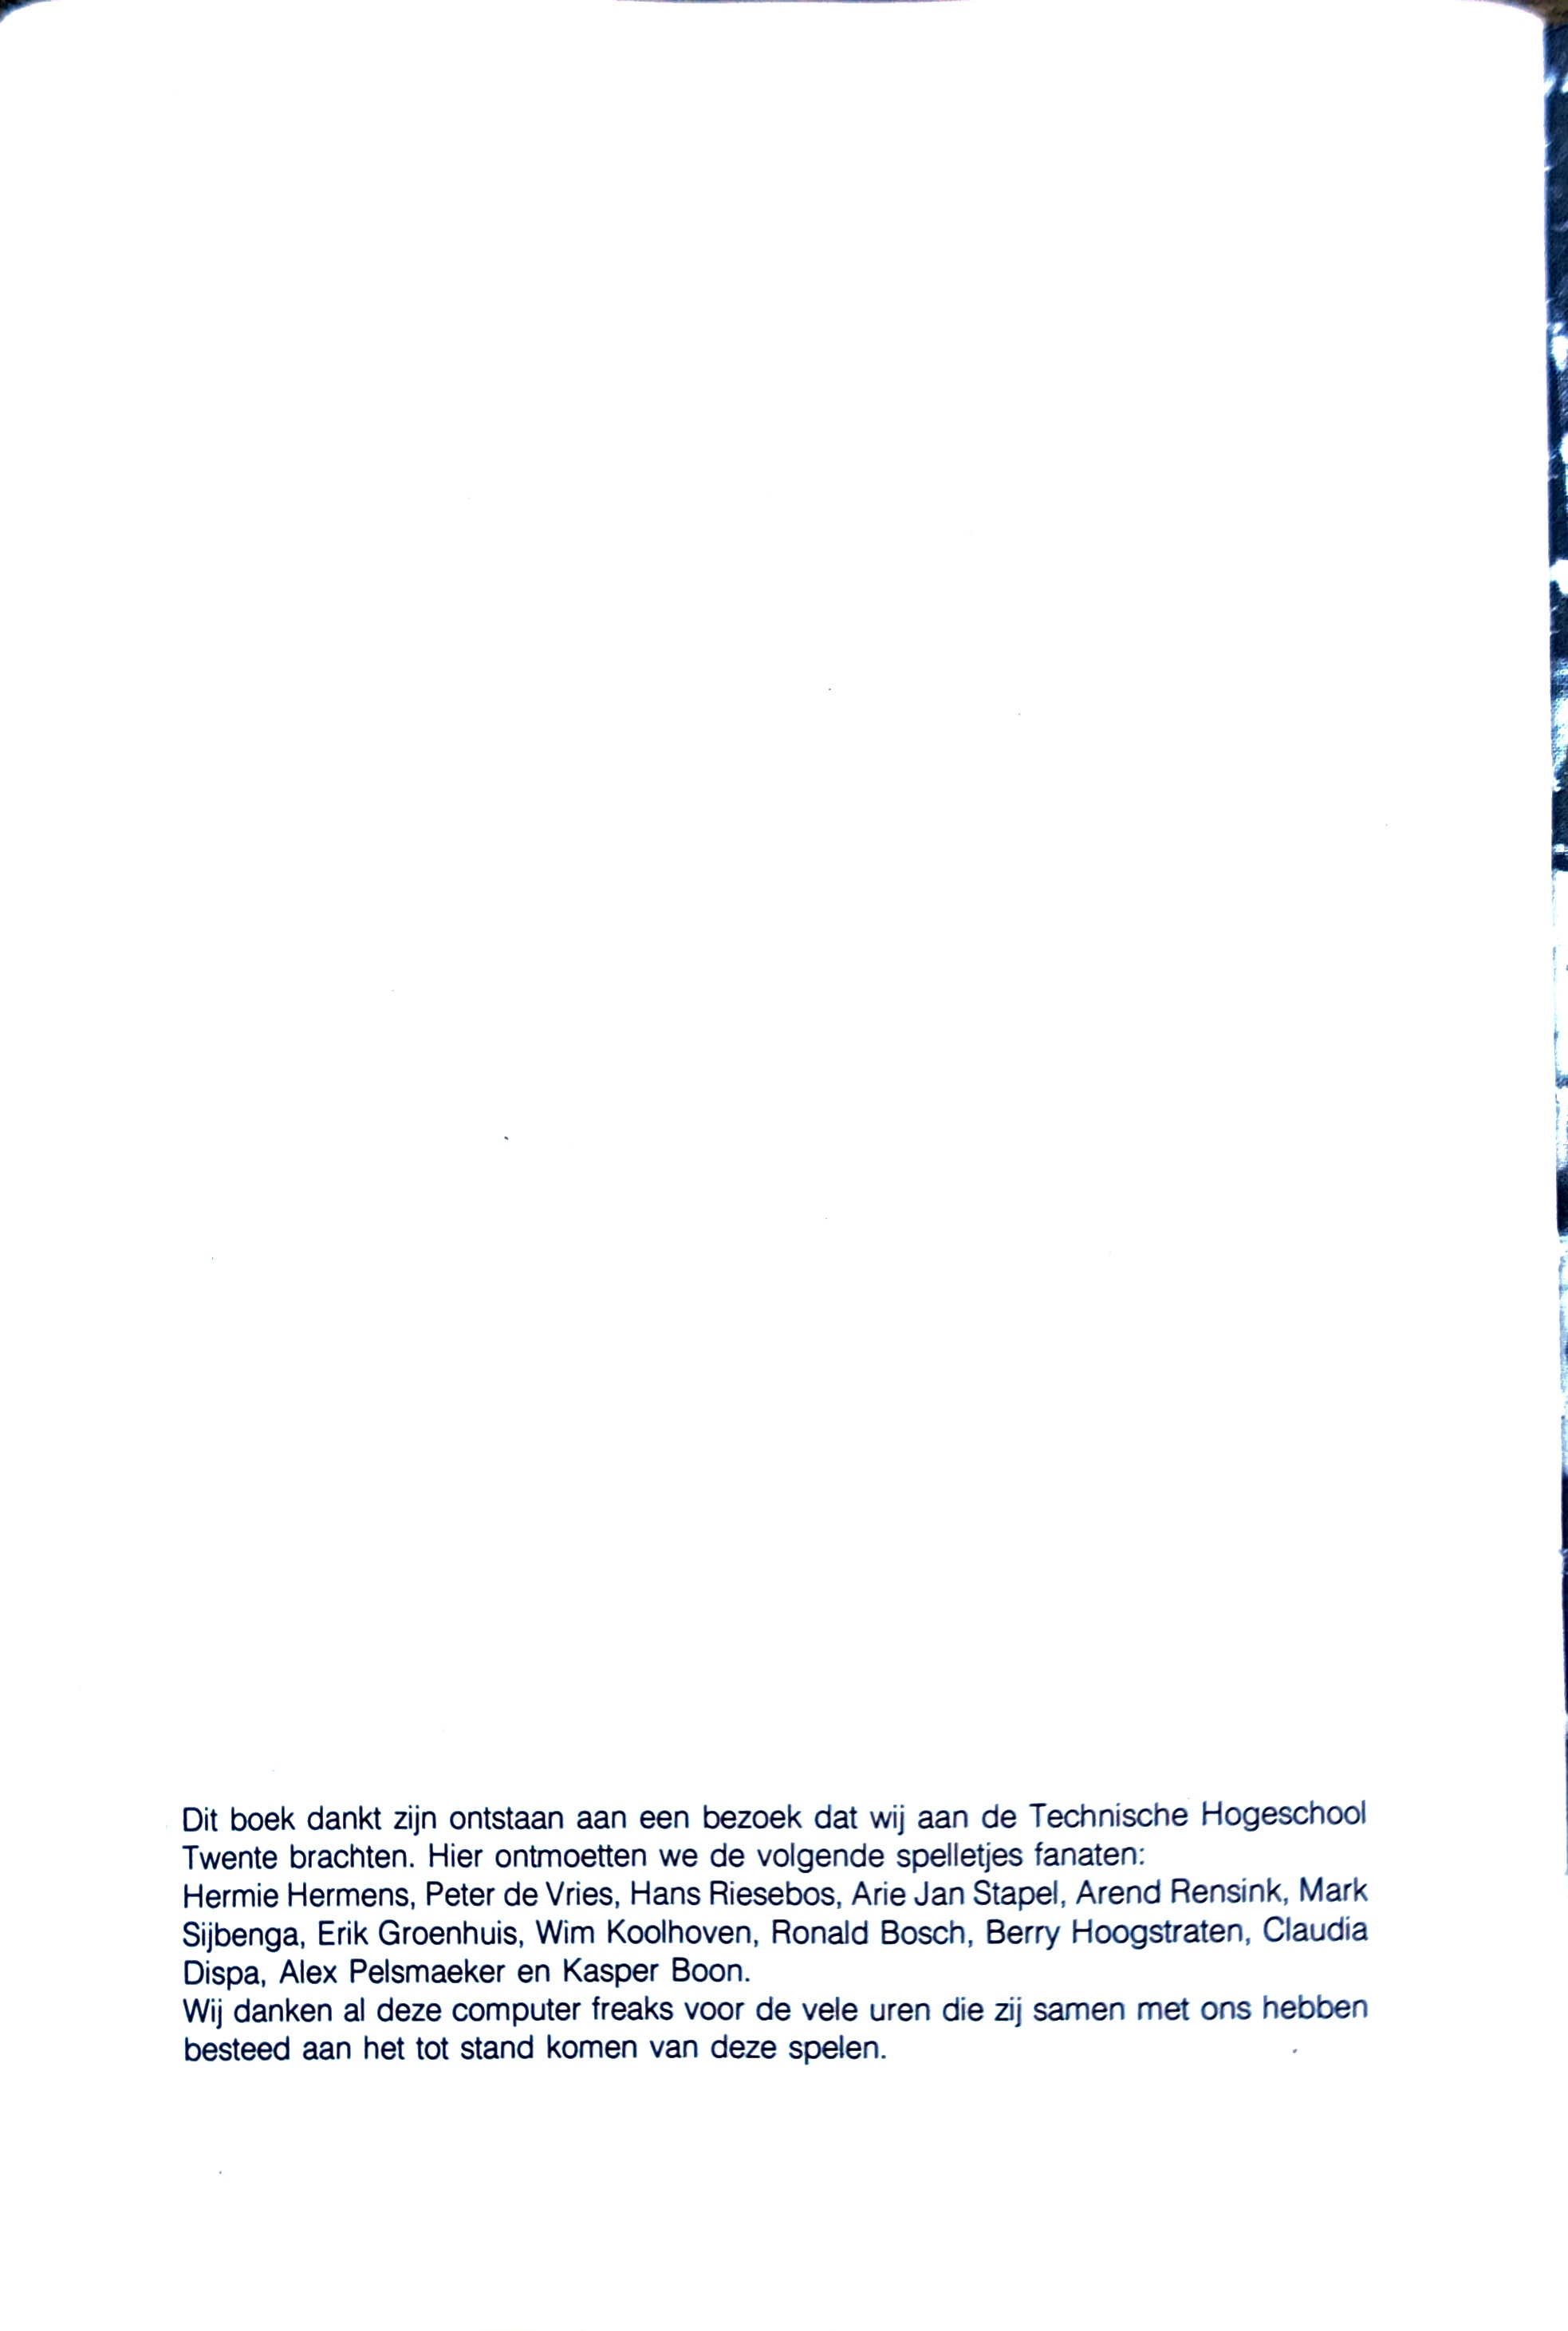 Dit boek dankt zijn ontstaan aan een bezoek dat wij aan de Technische Hogeschool
Twente brachten. Hier ontmoetten we de volgende spelletjes fanaten:
Hermie Hermens, Peter de Vries, Hans Riesebos, Arie Jan Stapel, Arend Rensink, Mark
Sijbenga, Erik Groenhuis, Wim Koolhoven, Ronald Bosch, Berry Hoogstraten, Claudia
Dispa, Alex Pelsmaeker en Kasper Boon.
Wij danken al deze computer freaks voor de vele uren die zij samen met ons hebben
besteed aan het tot stand komen van deze spelen.